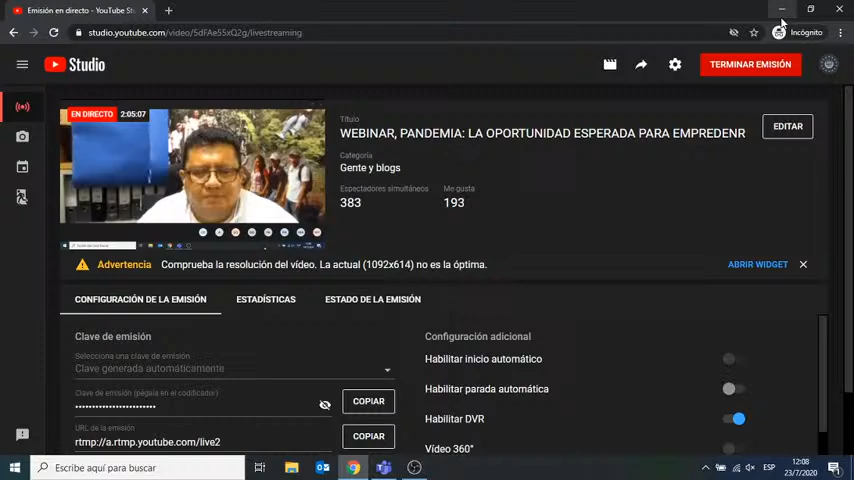 Emisión en directo - YouTube St
studio.youtube.com/video/5dFAe55xQ2g/livestreaming
Incógnito
Studio
TERMINAR EMISIÓN
EN DIRECTO 2:05:07
Título
WEBINAR, PANDEMIA: LA OPORTUNIDAD ESPERADA PARA EMPREDENR
EDITAR
Categoría
Gente y blogs
Espectadores simultáneos
Me gusta
383
193
Advertencia Comprueba la resolución del vídeo. La actual (1092x614) no es la óptima.
ABRIR WIDGET
CONFIGURACIÓN DE LA EMISIÓN
ESTADÍSTICAS
ESTADO DE LA EMISIÓN
Clave de emisión
Configuración adicional
Selecciona una clave de emisión
Clave generada automáticamente
Habilitar inicio automático
Clave de emisión (pégala en el codificador)
Habilitar parada automática
••••••••••••••••••••••••
COPIAR
Habilitar DVR
URL de la emisión
rtmp://a.rtmp.youtube.com/live2
COPIAR
Vídeo 360°
Escribe aquí para buscar
ESP
12:08
23/7/2020